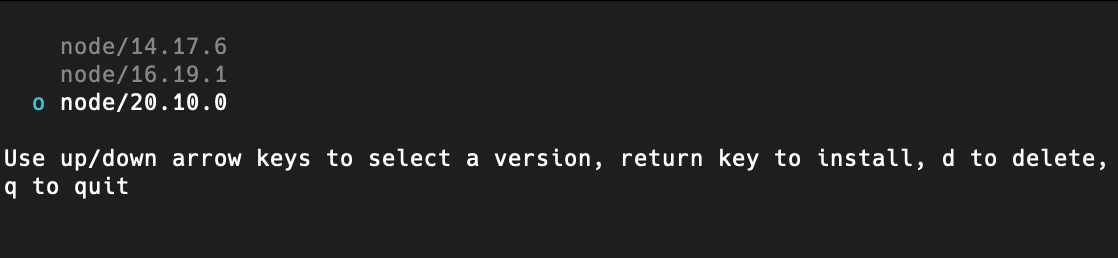 node/14.17.6
node/16.19.1
o node/20.10.0
Use up/down arrow keys to select a version, return key to install, d to delete,
q to quit